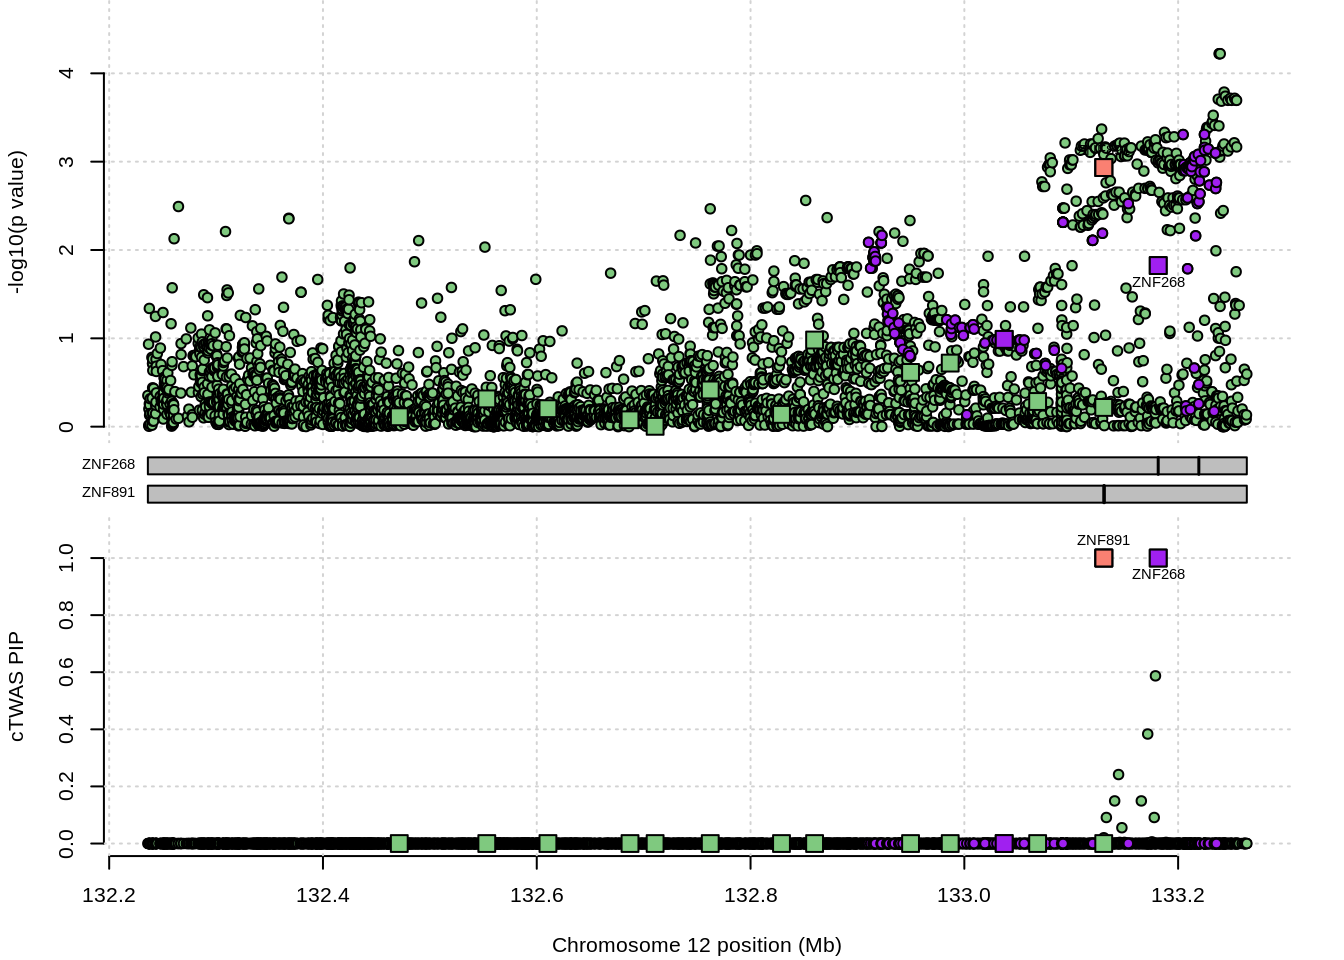 4
3
2
1
0
-log10(p value)
ZNF268
ZNF268
ZNF891
ZNF891
ZNF268
1.0
0.8
0.6
0.4
0.2
0.0
cTWAS PIP
132.2 132.4 132.6 132.8 133.0 133.2
Chromosome 12 position (Mb)